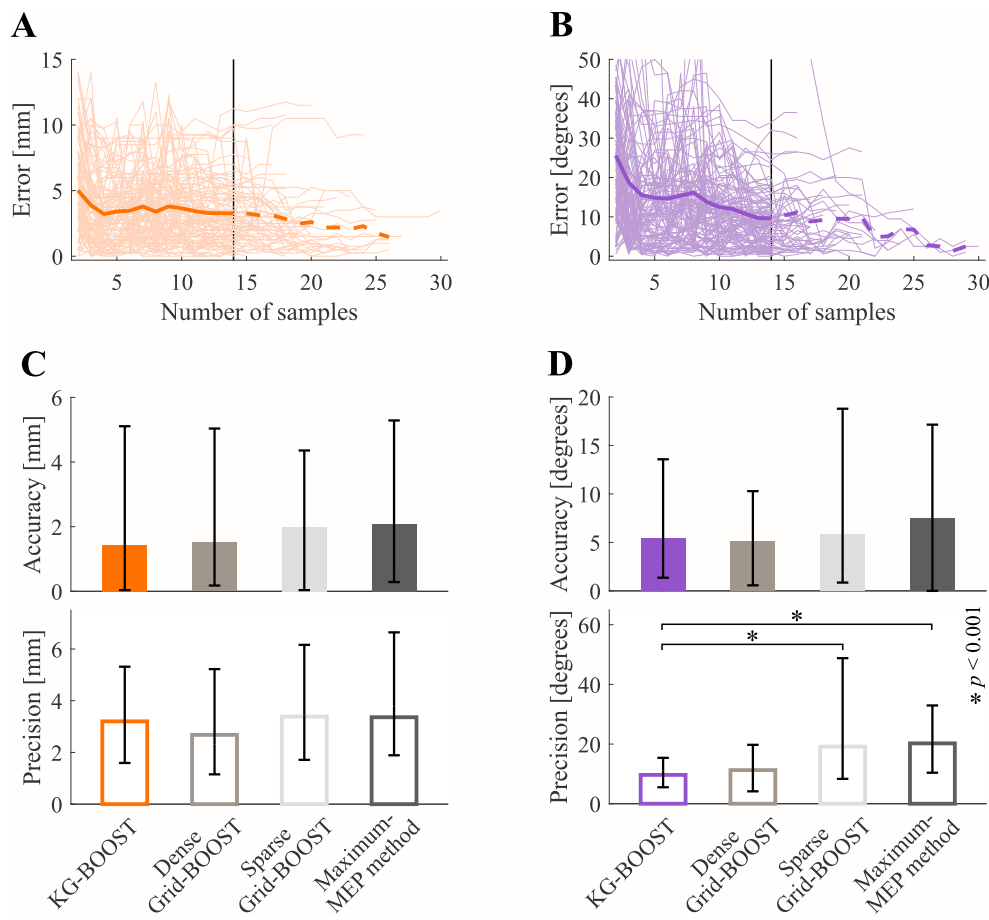 A
Error [mm]
15
10
5
0
5
10
15
20
25
30
Number of samples
B
Error [degrees]
50
40
30
20
10
0
5
10
15
20
25
30
Number of samples
C
Accuracy [mm]
6
4
2
0
Precision [mm]
6
4
2
0
KG-BOOST
Dense
Grid-BOOST
Sparse
Grid-BOOST
Maximum-
MEP method
D
Accuracy [degrees]
20
15
10
5
0
Precision [degrees]
60
40
20
0
*
*
* p < 0.001
KG-BOOST
Dense
Grid-BOOST
Sparse
Grid-BOOST
Maximum-
MEP method